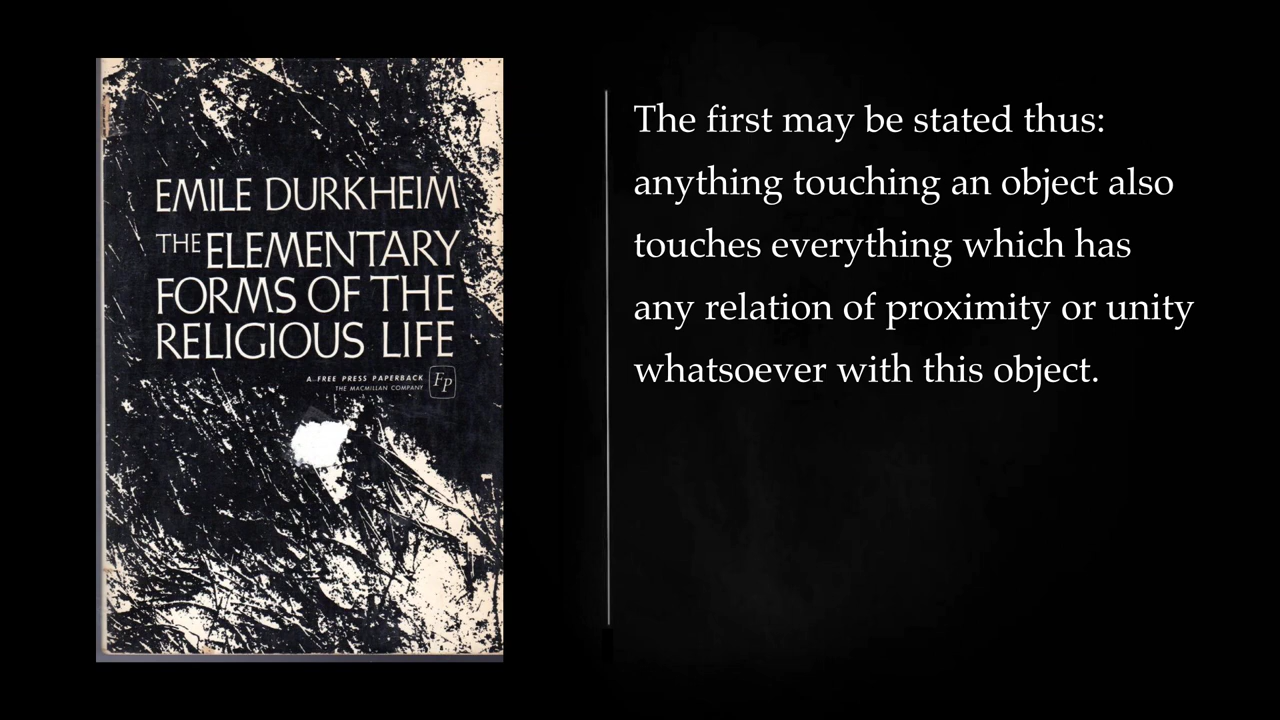 EMILE DURKHEIM
THE ELEMENTARY
FORMS OF THE
RELIGIOUS LIFE
A FREE PRESS PAPERBACK
THE MACMILLAN COMPANY
FP
The first may be stated thus:
anything touching an object also
touches everything which has
any relation of proximity or unity
whatsoever with this object.